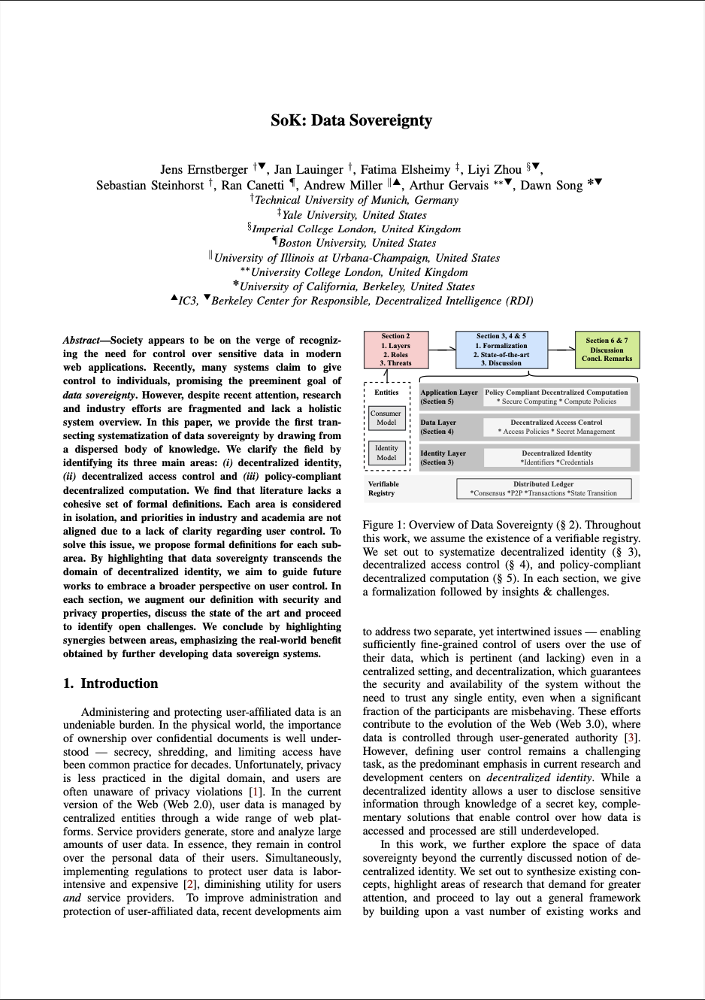 SoK: Data Sovereignty
Jens Ernstberger †▼, Jan Lauinger †, Fatima Elsheimy ‡, Liyi Zhou §▼,
Sebastian Steinhorst †, Ran Canetti ¶, Andrew Miller ∥▲, Arthur Gervais **▼, Dawn Song *▼
†Technical University of Munich, Germany
‡Yale University, United States
§Imperial College London, United Kingdom
¶Boston University, United States
∥University of Illinois at Urbana-Champaign, United States
**University College London, United Kingdom
*University of California, Berkeley, United States
▲IC3, ▼Berkeley Center for Responsible, Decentralized Intelligence (RDI)
Abstract—Society appears to be on the verge of recogniz-
ing the need for control over sensitive data in modern
web applications. Recently, many systems claim to give
control to individuals, promising the preeminent goal of
data sovereignty. However, despite recent attention, research
and industry efforts are fragmented and lack a holistic
system overview. In this paper, we provide the first tran-
secting systematization of data sovereignty by drawing from
a dispersed body of knowledge. We clarify the field by
identifying its three main areas: (i) decentralized identity,
(ii) decentralized access control and (iii) policy-compliant
decentralized computation. We find that literature lacks a
cohesive set of formal definitions. Each area is considered
in isolation, and priorities in industry and academia are not
aligned due to a lack of clarity regarding user control. To
solve this issue, we propose formal definitions for each sub-
area. By highlighting that data sovereignty transcends the
domain of decentralized identity, we aim to guide future
works to embrace a broader perspective on user control. In
each section, we augment our definition with security and
privacy properties, discuss the state of the art and proceed
to identify open challenges. We conclude by highlighting
synergies between areas, emphasizing the real-world benefit
obtained by further developing data sovereign systems.
1. Introduction
Administering and protecting user-affiliated data is an
undeniable burden. In the physical world, the importance
of ownership over confidential documents is well under-
stood — secrecy, shredding, and limiting access have
been common practice for decades. Unfortunately, privacy
is less practiced in the digital domain, and users are
often unaware of privacy violations [1]. In the current
version of the Web (Web 2.0), user data is managed by
centralized entities through a wide range of web plat-
forms. Service providers generate, store and analyze large
amounts of user data. In essence, they remain in control
over the personal data of their users. Simultaneously,
implementing regulations to protect user data is labor-
intensive and expensive [2], diminishing utility for users
and service providers. To improve administration and
protection of user-affiliated data, recent developments aim
Section 2
1. Layers
2. Roles
3. Threats
Section 3, 4 & 5
1. Formalization
2. State-of-the-art
3. Discussion
Section 6 & 7
Discussion
Concl. Remarks
Entities
Consumer
Model
Identity
Model
Application Layer
(Section 5)
Policy Compliant Decentralized Computation
* Secure Computing * Compute Policies
Data Layer
(Section 4)
Decentralized Access Control
* Access Policies * Secret Management
Identity Layer
(Section 3)
Decentralized Identity
*Identifiers *Credentials
Verifiable
Registry
Distributed Ledger
*Consensus *P2P *Transactions *State Transition
Figure 1: Overview of Data Sovereignty (§ 2). Throughout
this work, we assume the existence of a verifiable registry.
We set out to systematize decentralized identity (§ 3),
decentralized access control (§ 4), and policy-compliant
decentralized computation (§ 5). In each section, we give
a formalization followed by insights & challenges.
to address two separate, yet intertwined issues — enabling
sufficiently fine-grained control of users over the use of
their data, which is pertinent (and lacking) even in a
centralized setting, and decentralization, which guarantees
the security and availability of the system without the
need to trust any single entity, even when a significant
fraction of the participants are misbehaving. These efforts
contribute to the evolution of the Web (Web 3.0), where
data is controlled through user-generated authority [3].
However, defining user control remains a challenging
task, as the predominant emphasis in current research and
development centers on decentralized identity. While a
decentralized identity allows a user to disclose sensitive
information through knowledge of a secret key, comple-
mentary solutions that enable control over how data is
accessed and processed are still underdeveloped.
In this work, we further explore the space of data
sovereignty beyond the currently discussed notion of de-
centralized identity. We set out to synthesize existing con-
cepts, highlight areas of research that demand for greater
attention, and proceed to lay out a general framework
by building upon a vast number of existing works and